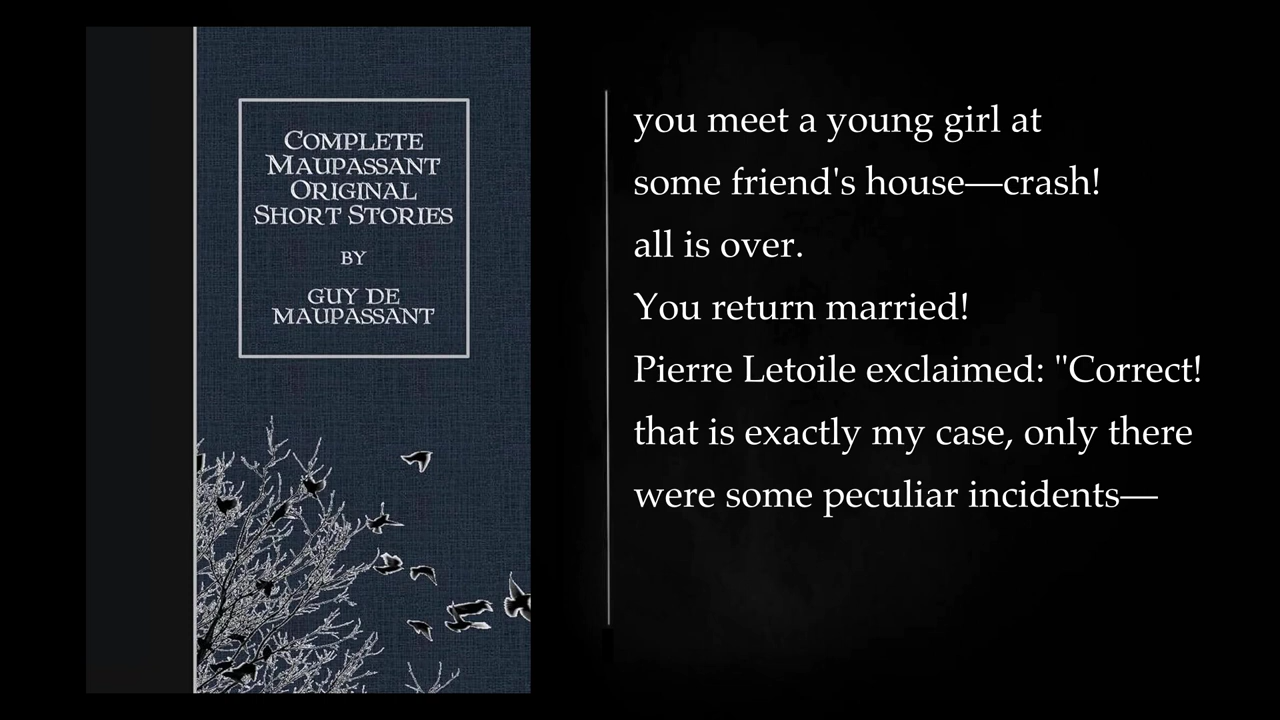 COMPLETE
MAUPASSANT
ORIGINAL
SHORT STORIES
BY
GUY DE
MAUPASSANT
you meet a young girl at
some friend's house—crash!
all is over.
You return married!
Pierre Letoile exclaimed: "Correct!
that is exactly my case, only there
were some peculiar incidents—